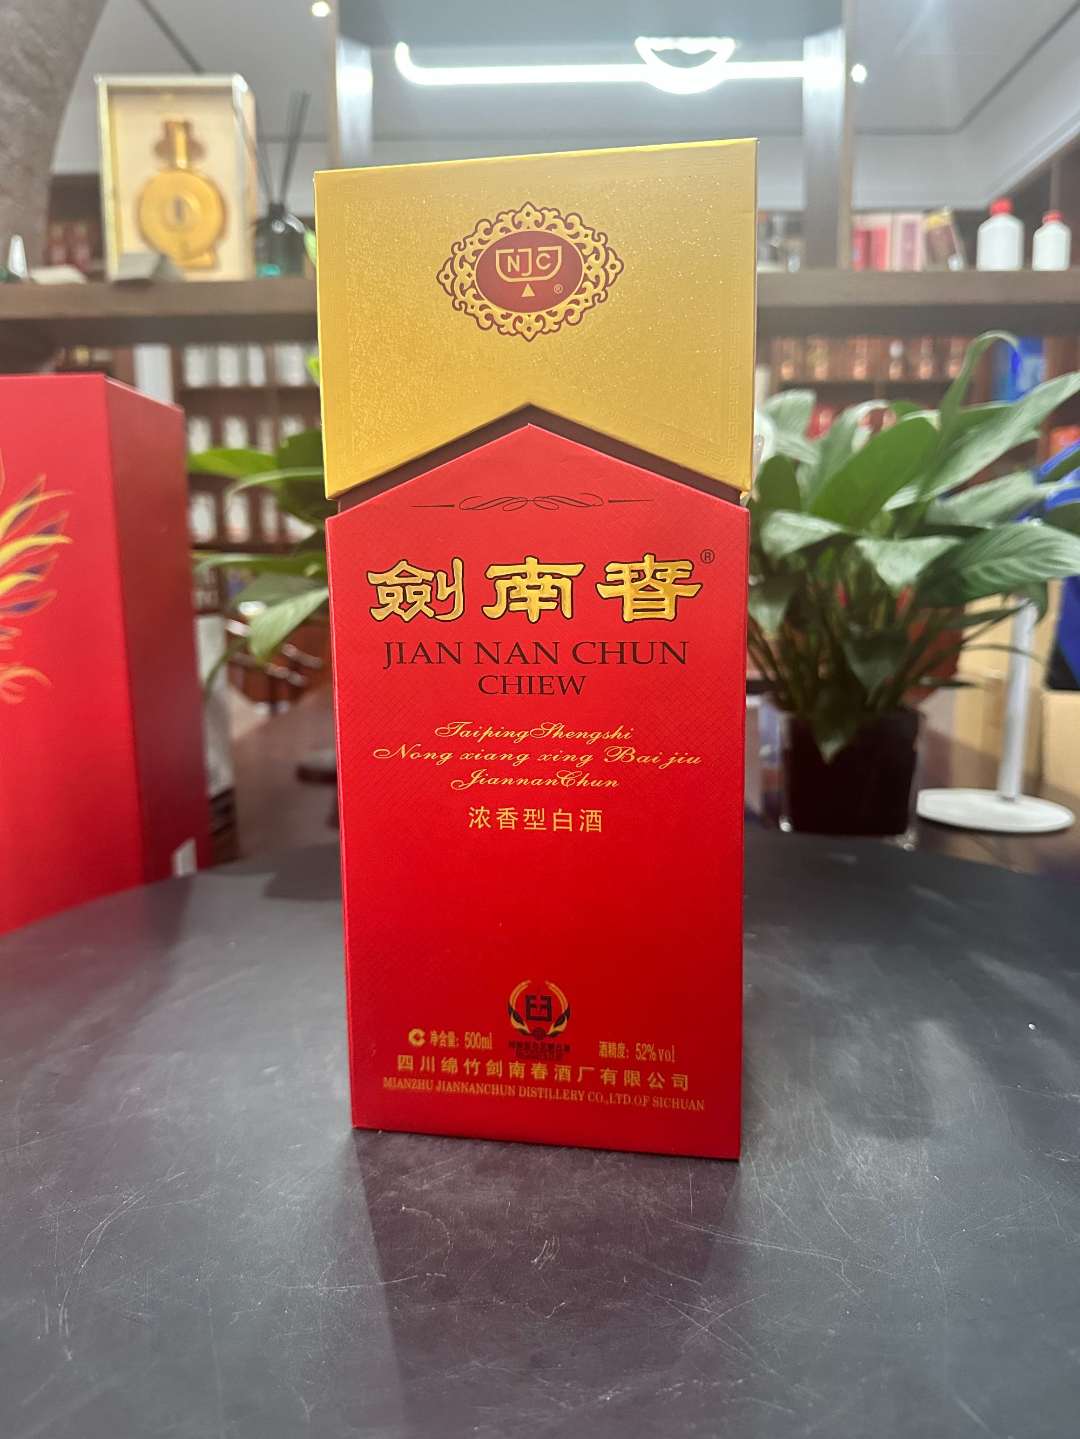 NJC
®
劍南春®
JIAN NAN CHUN
CHIEW
TaipingShengshi
Nong xiang xing Bai jiu
JiannanChun
浓香型白酒
净含量: 500ml 酒精度: 52%vol
四川绵竹剑南春酒厂有限公司
MIANZHU JIANNANCHUN DISTILLERY CO.,LTD.OF SICHUAN